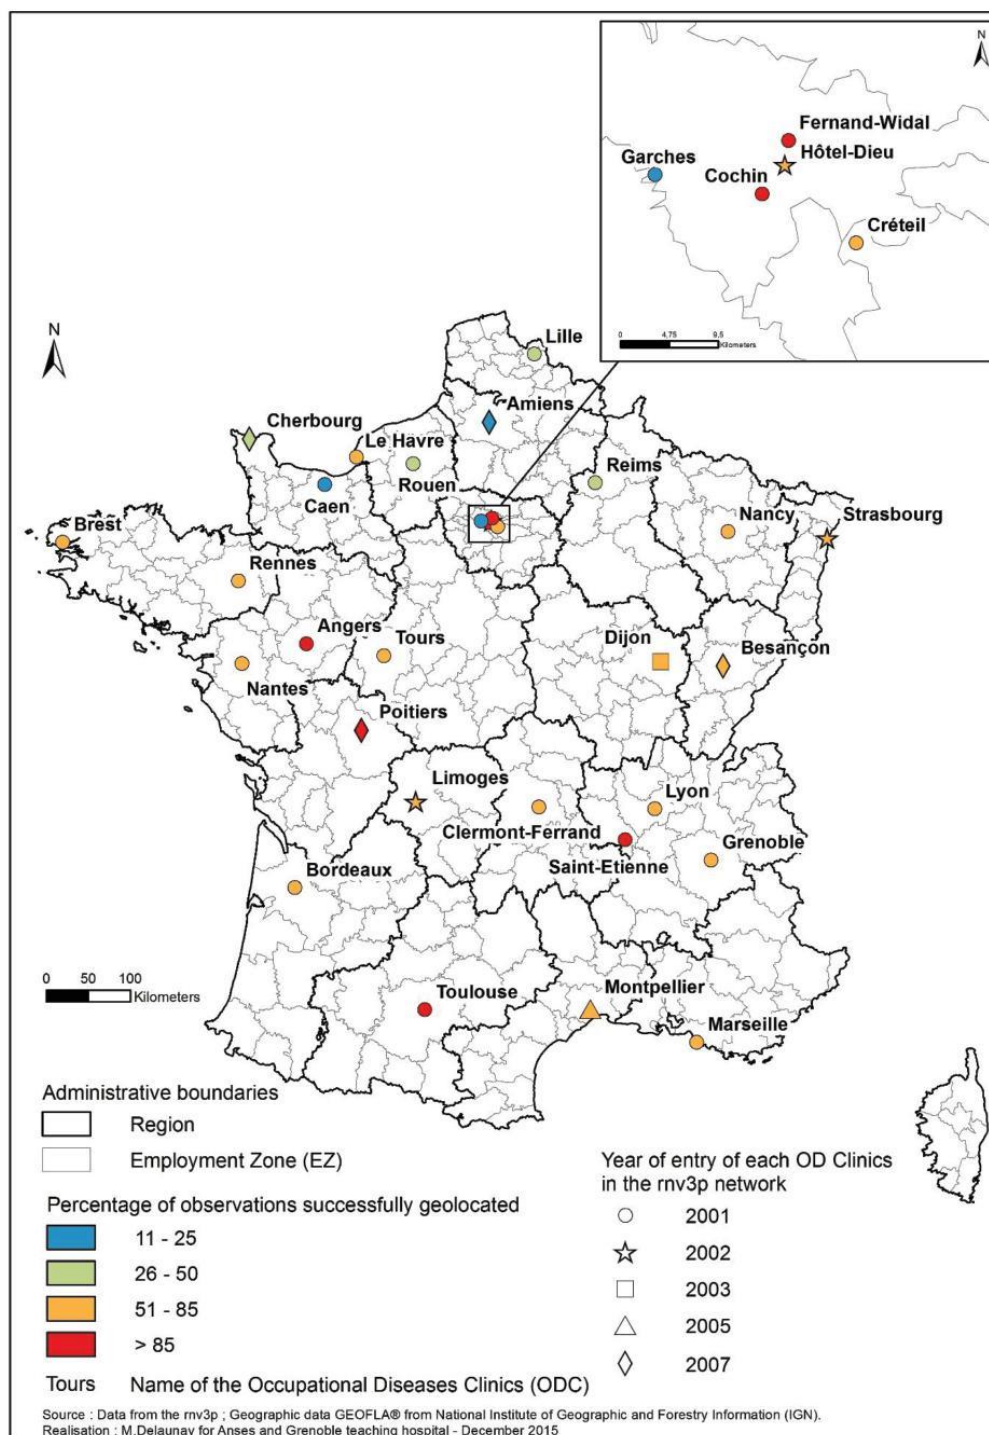 N
Fernand-Widal
Hôtel-Dieu
Garches
Cochin
Créteil
0 4,75 9,5
Kilometers
N
Lille
Amiens
Cherbourg
Le Havre
Reims
Rouen
Caen
Brest
Nancy
Strasbourg
Rennes
Angers
Tours
Dijon
Besançon
Nantes
Poitiers
Limoges
Lyon
Clermont-Ferrand
Grenoble
Saint-Etienne
Bordeaux
0 50 100
Kilometers
Toulouse
Montpellier
Marseille
Administrative boundaries
Region
Employment Zone (EZ)
Percentage of observations successfully geolocated
11 - 25
26 - 50
51 - 85
> 85
Tours Name of the Occupational Diseases Clinics (ODC)
Year of entry of each OD Clinics
in the rnv3p network
2001
2002
2003
2005
2007
Source : Data from the rnv3p ; Geographic data GEOFLA® from National Institute of Geographic and Forestry Information (IGN).
Realisation : M.Delaunay for Anses and Grenoble teaching hospital - December 2015